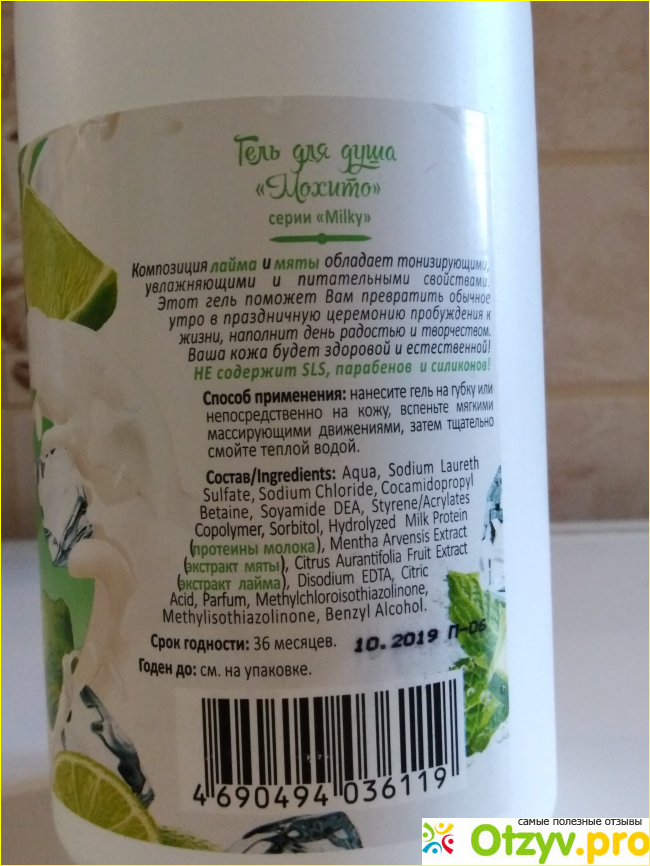 Гель для душа
«Мохито»
серии «Milky»
Композиция лайма и мяты обладает тонизирующими,
увлажняющими и питательными свойствами.
Этот гель поможет Вам превратить обычное
утро в праздничную церемонию пробуждения к
жизни, наполнит день радостью и творчеством.
Ваша кожа будет здоровой и естественной!
НЕ содержит SLS, парабенов и силиконов!
Способ применения: нанесите гель на губку или
непосредственно на кожу, вспеньте мягкими
массирующими движениями, затем тщательно
смойте теплой водой.
Состав/Ingredients: Aqua, Sodium Laureth
Sulfate, Sodium Chloride, Cocamidopropyl
Betaine, Soyamide DEA, Styrene/Acrylates
Copolymer, Sorbitol, Hydrolyzed Milk Protein
(протеины молока), Mentha Arvensis Extract
(экстракт мяты), Citrus Aurantifolia Fruit Extract
(экстракт лайма), Disodium EDTA, Citric
Acid, Parfum, Methylchloroisothiazolinone,
Methylisothiazolinone, Benzyl Alcohol.
Срок годности: 36 месяцев. 10.2019 П-06
Годен до: см. на упаковке.
4 690494 036119
самые полезные отзывы
Otzyv.pro